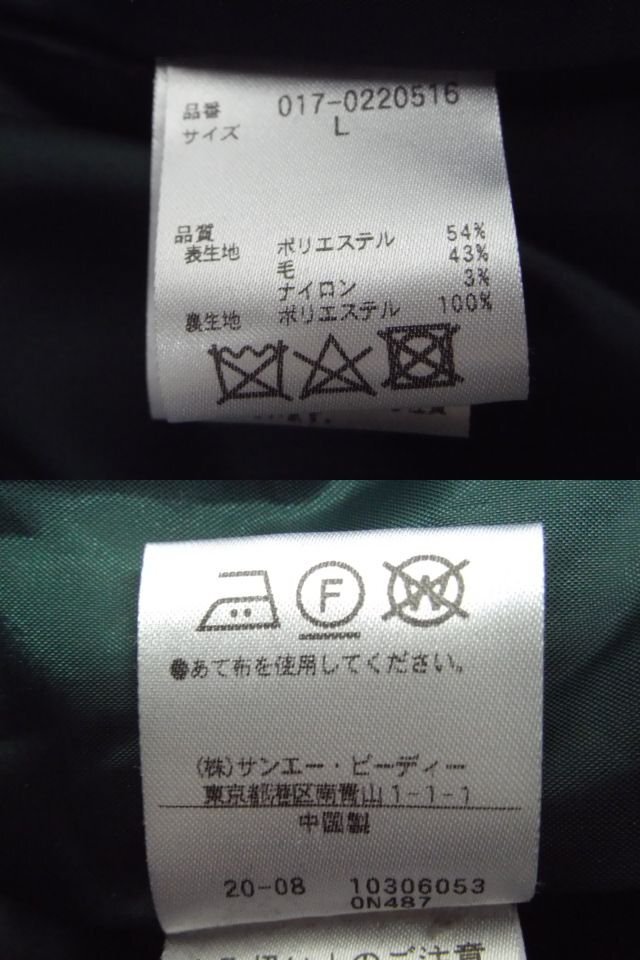 品番 017-0220516
サイズ L
品質
表生地 ポリエステル 54%
毛 43%
ナイロン 3%
裏生地 ポリエステル 100%
F W
●あて布を使用してください。
(株)サンエー・ビーディー
東京都港区南青山1-1-1
中国製
20-08 10306053
0N487
のご注意